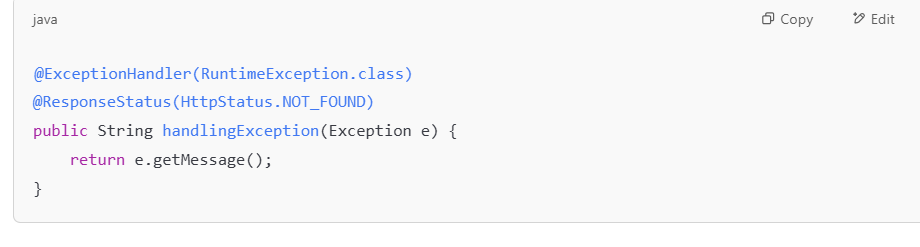 java Copy Edit
@ExceptionHandler(RuntimeException.class)
@ResponseStatus(HttpStatus.NOT_FOUND)
public String handlingException(Exception e) {
    return e.getMessage();
}